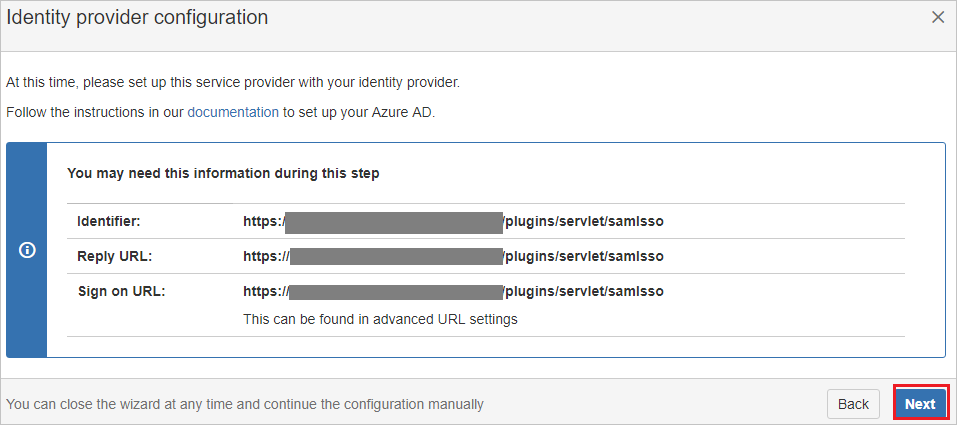 Identity provider configuration
At this time, please set up this service provider with your identity provider.
Follow the instructions in our documentation to set up your Azure AD.
You may need this information during this step
Identifier: https:/ /plugins/servlet/samlsso
Reply URL: https:// /plugins/servlet/samlsso
Sign on URL: https:// /plugins/servlet/samlsso
This can be found in advanced URL settings
You can close the wizard at any time and continue the configuration manually Back Next